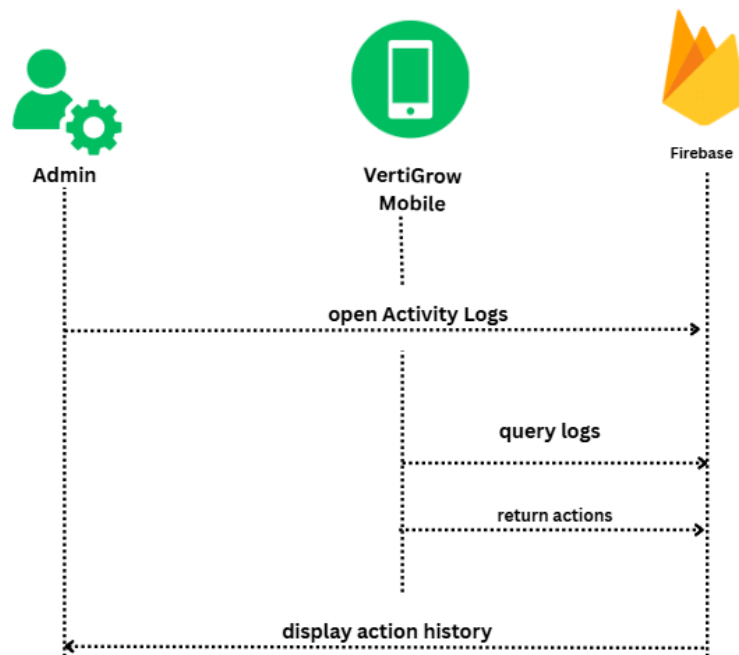 Admin
VertiGrow
Mobile
Firebase
open Activity Logs
query logs
return actions
display action history